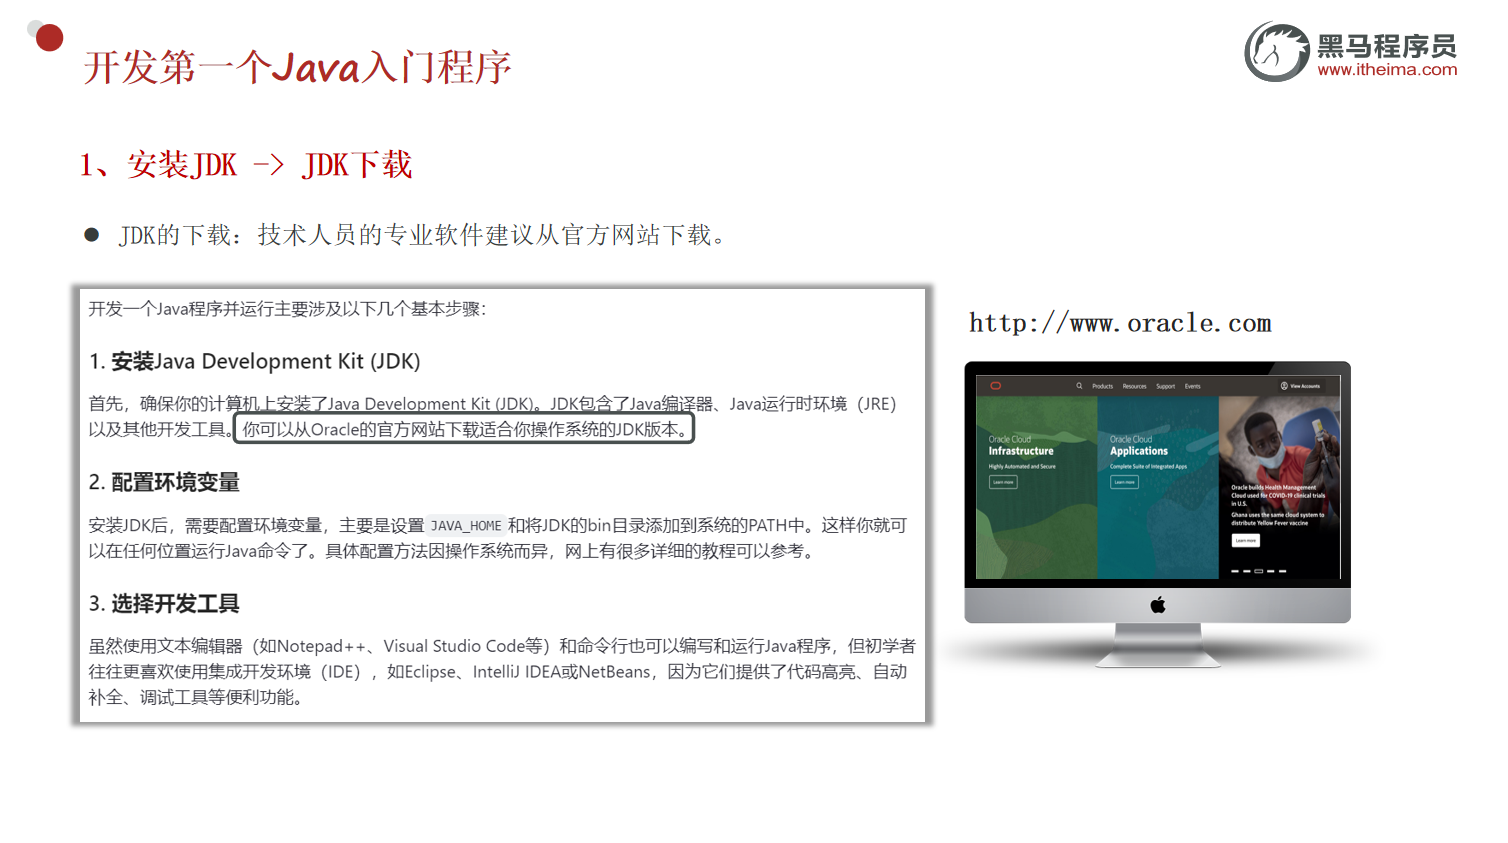 开发第一个Java入门程序
黑马程序员
www.itheima.com
1、安装JDK -> JDK下载
● JDK的下载：技术人员的专业软件建议从官方网站下载。
开发一个Java程序并运行主要涉及以下几个基本步骤：
1. 安装Java Development Kit (JDK)
首先，确保你的计算机上安装了Java Development Kit (JDK)。JDK包含了Java编译器、Java运行时环境（JRE）
以及其他开发工具。你可以从Oracle的官方网站下载适合你操作系统的JDK版本。
2. 配置环境变量
安装JDK后，需要配置环境变量，主要是设置 JAVA_HOME 和将JDK的bin目录添加到系统的PATH中。这样你就可
以在任何位置运行Java命令了。具体配置方法因操作系统而异，网上有很多详细的教程可以参考。
3. 选择开发工具
虽然使用文本编辑器（如Notepad++、Visual Studio Code等）和命令行也可以编写和运行Java程序，但初学者
往往更喜欢使用集成开发环境（IDE），如Eclipse、IntelliJ IDEA或NetBeans，因为它们提供了代码高亮、自动
补全、调试工具等便利功能。
http://www.oracle.com
Products Resources Support Events View Accounts
Oracle Cloud
Infrastructure
Highly Automated and Secure
Learn more
Oracle Cloud
Applications
Complete Suite of Integrated Apps
Learn more
Oracle builds Health Management
Cloud used for COVID-19 clinical trials
in U.S.
Ghana uses the same cloud system to
distribute Yellow Fever vaccine
Learn more